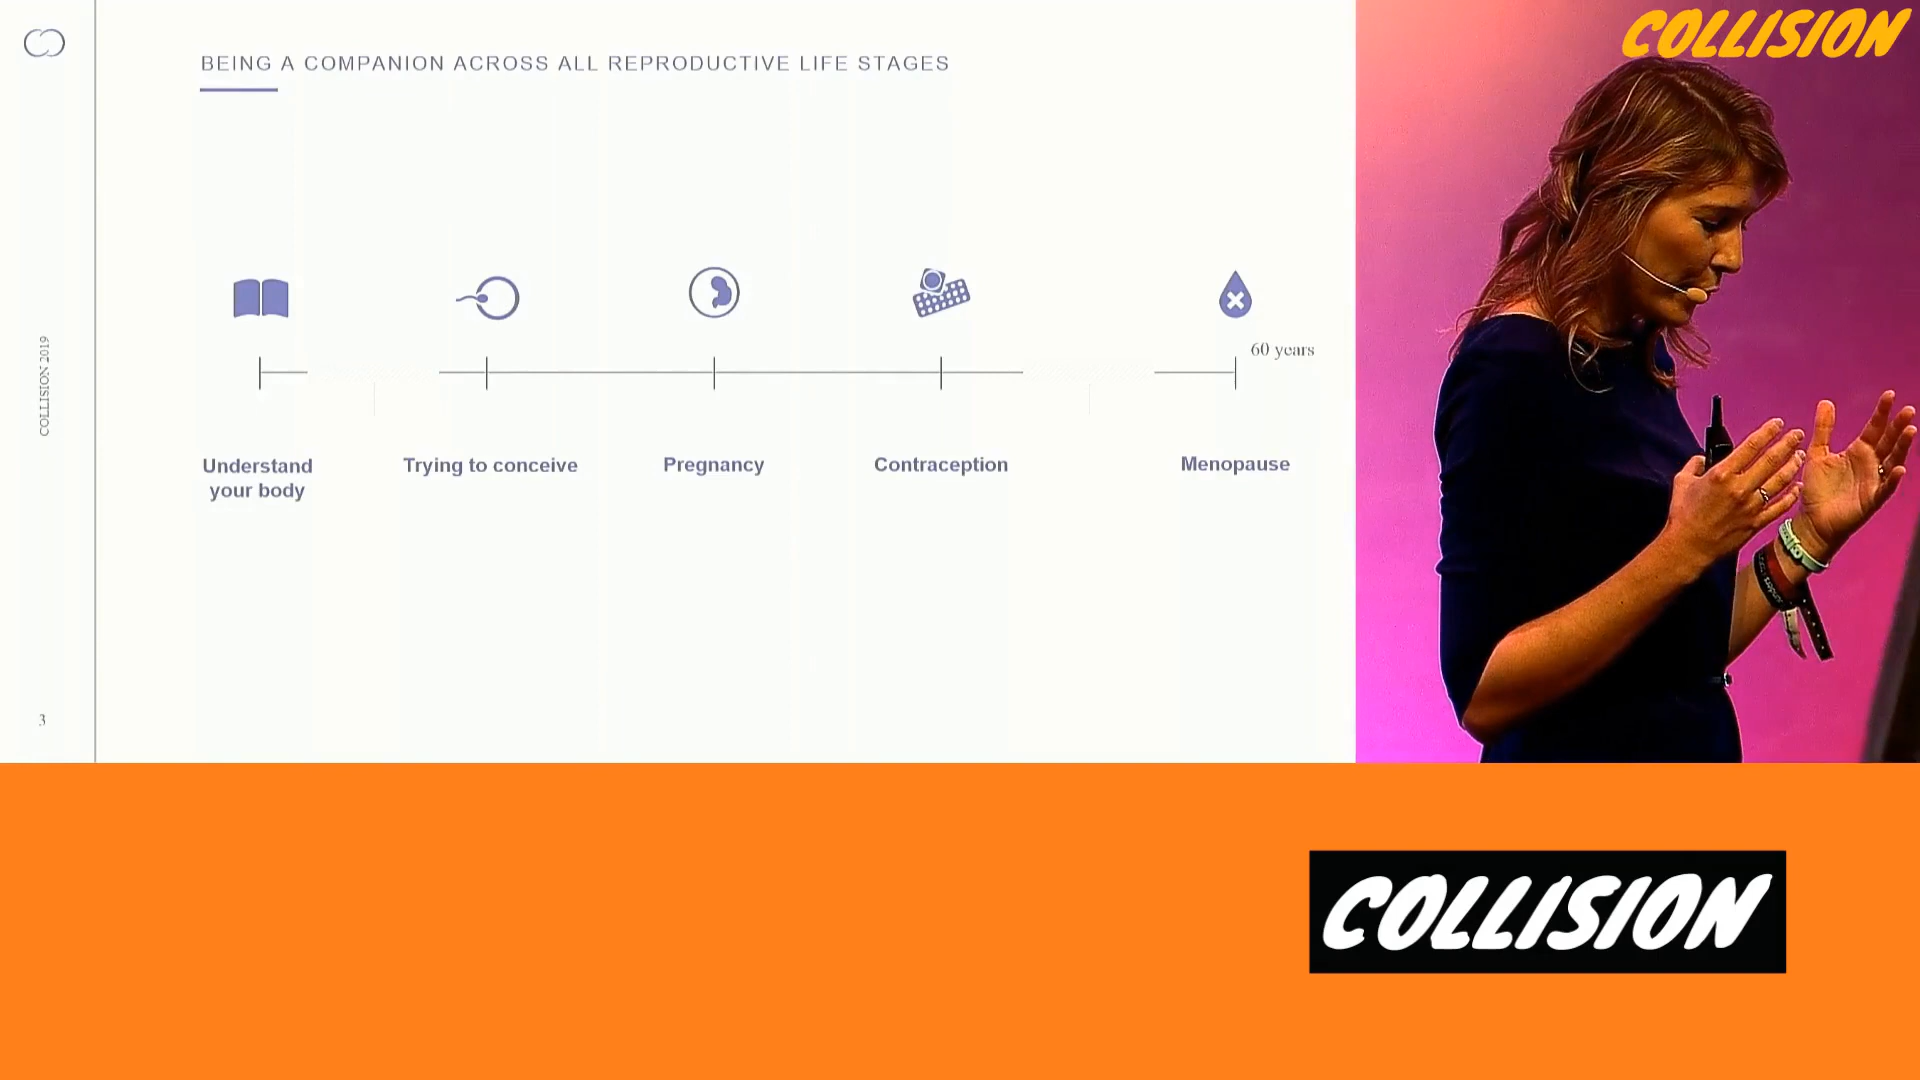 COLLISION
BEING A COMPANION ACROSS ALL REPRODUCTIVE LIFE STAGES
60 years
COLLISION 2019
Understand
your body
Trying to conceive
Pregnancy
Contraception
Menopause
3
COLLISION